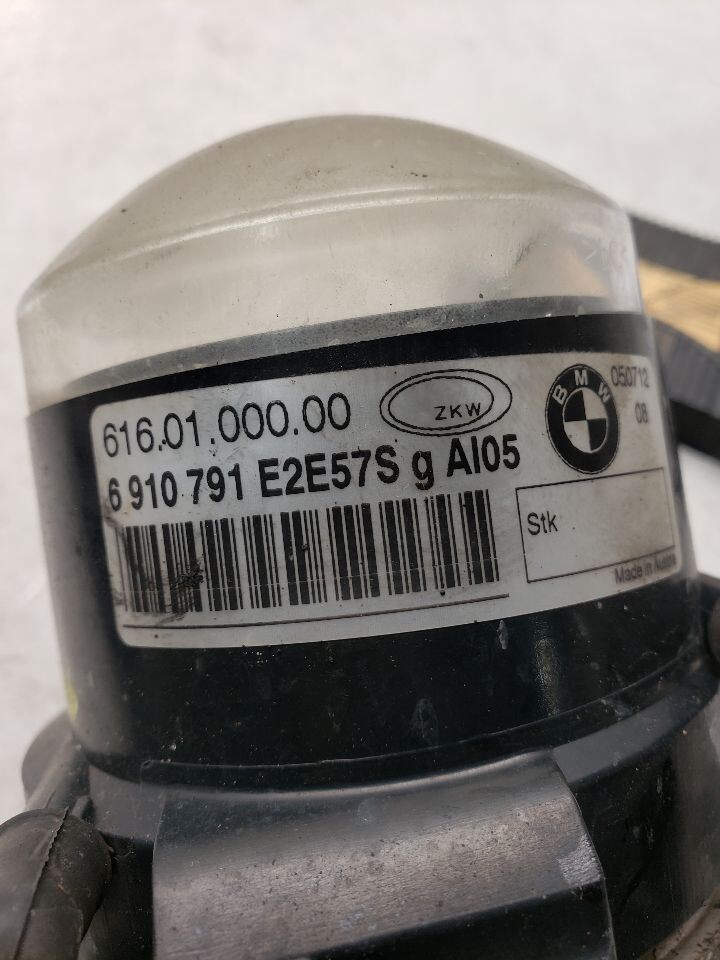 616.01.000.00
ZKW
BMW
050712
08
6 910 791 E2E57S g AI05
Stk
Made in Austria